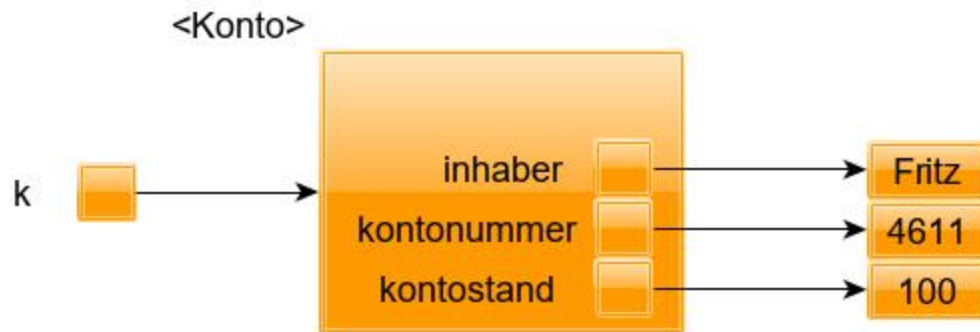 <Konto>
inhaber Fritz
k
kontonummer 4611
kontostand 100